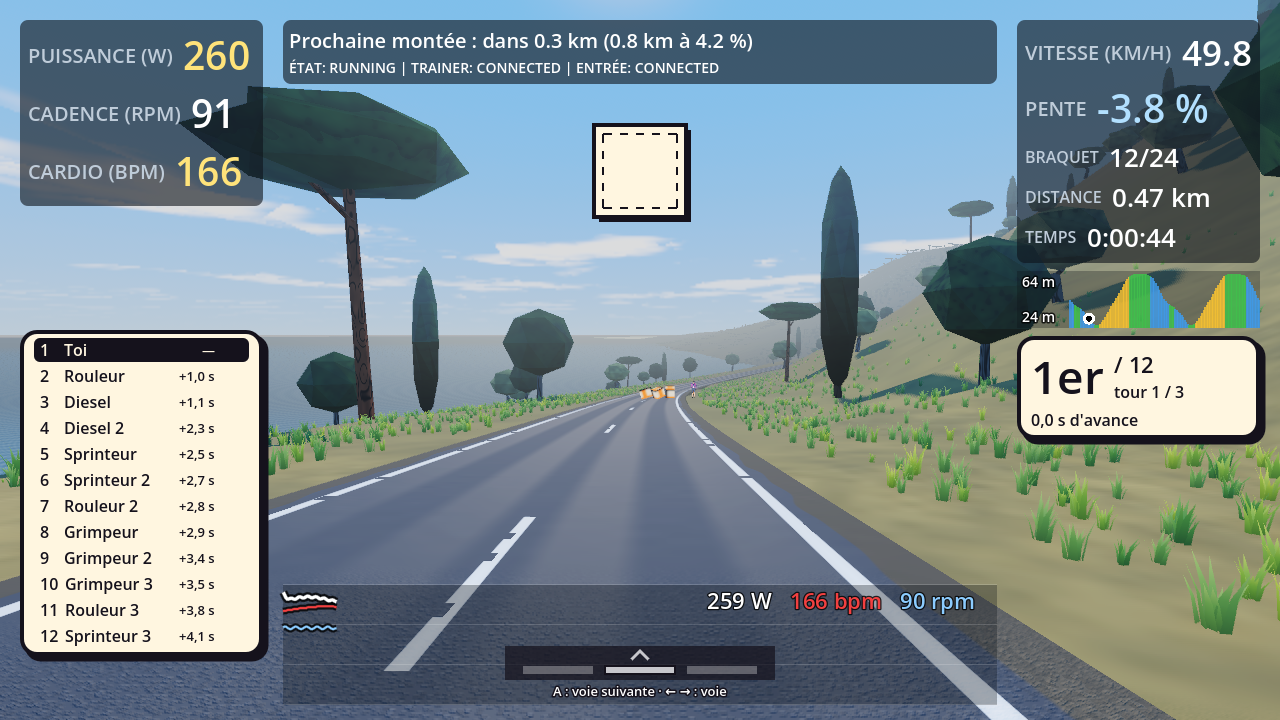 PUISSANCE (W) 260
CADENCE (RPM) 91
CARDIO (BPM) 166
Prochaine montée : dans 0.3 km (0.8 km à 4.2 %)
ÉTAT: RUNNING | TRAINER: CONNECTED | ENTRÉE: CONNECTED
VITESSE (KM/H) 49.8
PENTE -3.8 %
BRAQUET 12/24
DISTANCE 0.47 km
TEMPS 0:00:44
64 m
24 m
1er / 12
tour 1 / 3
0,0 s d'avance
1 Toi —
2 Rouleur +1,0 s
3 Diesel +1,1 s
4 Diesel 2 +2,3 s
5 Sprinteur +2,5 s
6 Sprinteur 2 +2,7 s
7 Rouleur 2 +2,8 s
8 Grimpeur +2,9 s
9 Grimpeur 2 +3,4 s
10 Grimpeur 3 +3,5 s
11 Rouleur 3 +3,8 s
12 Sprinteur 3 +4,1 s
259 W 166 bpm 90 rpm
A : voie suivante · ← → : voie